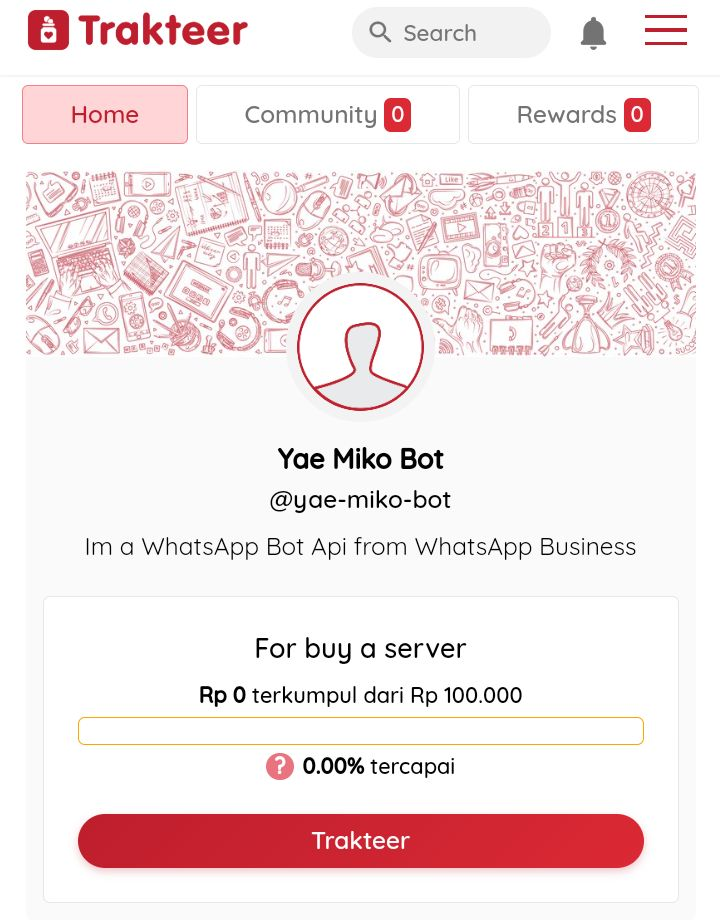 Trakteer
Search
Home
Community 0
Rewards 0
Like
Yae Miko Bot
@yae-miko-bot
Im a WhatsApp Bot Api from WhatsApp Business
For buy a server
Rp 0 terkumpul dari Rp 100.000
? 0.00% tercapai
Trakteer